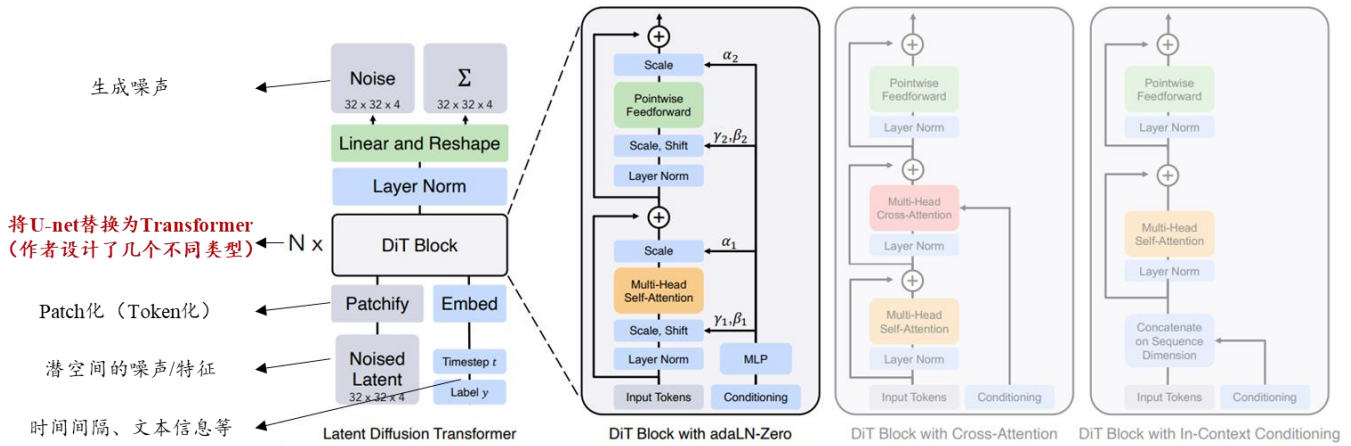 生成噪声
将U-net替换为Transformer
（作者设计了几个不同类型）
Patch化（Token化）
潜空间的噪声/特征
时间间隔、文本信息等
Noise
32 x 32 x 4
Σ
32 x 32 x 4
Linear and Reshape
Layer Norm
N x
DiT Block
Patchify
Embed
Noised
Latent
32 x 32 x 4
Timestep t
Label y
Latent Diffusion Transformer
Scale
α₂
Pointwise
Feedforward
Scale, Shift
γ₂,β₂
Layer Norm
Scale
α₁
Multi-Head
Self-Attention
Scale, Shift
γ₁,β₁
Layer Norm
MLP
Input Tokens
Conditioning
DiT Block with adaLN-Zero
Pointwise
Feedforward
Layer Norm
Multi-Head
Cross-Attention
Layer Norm
Multi-Head
Self-Attention
Layer Norm
Input Tokens
Conditioning
DiT Block with Cross-Attention
Pointwise
Feedforward
Layer Norm
Multi-Head
Self-Attention
Layer Norm
Concatenate
on Sequence
Dimension
Input Tokens
Conditioning
DiT Block with In-Context Conditioning